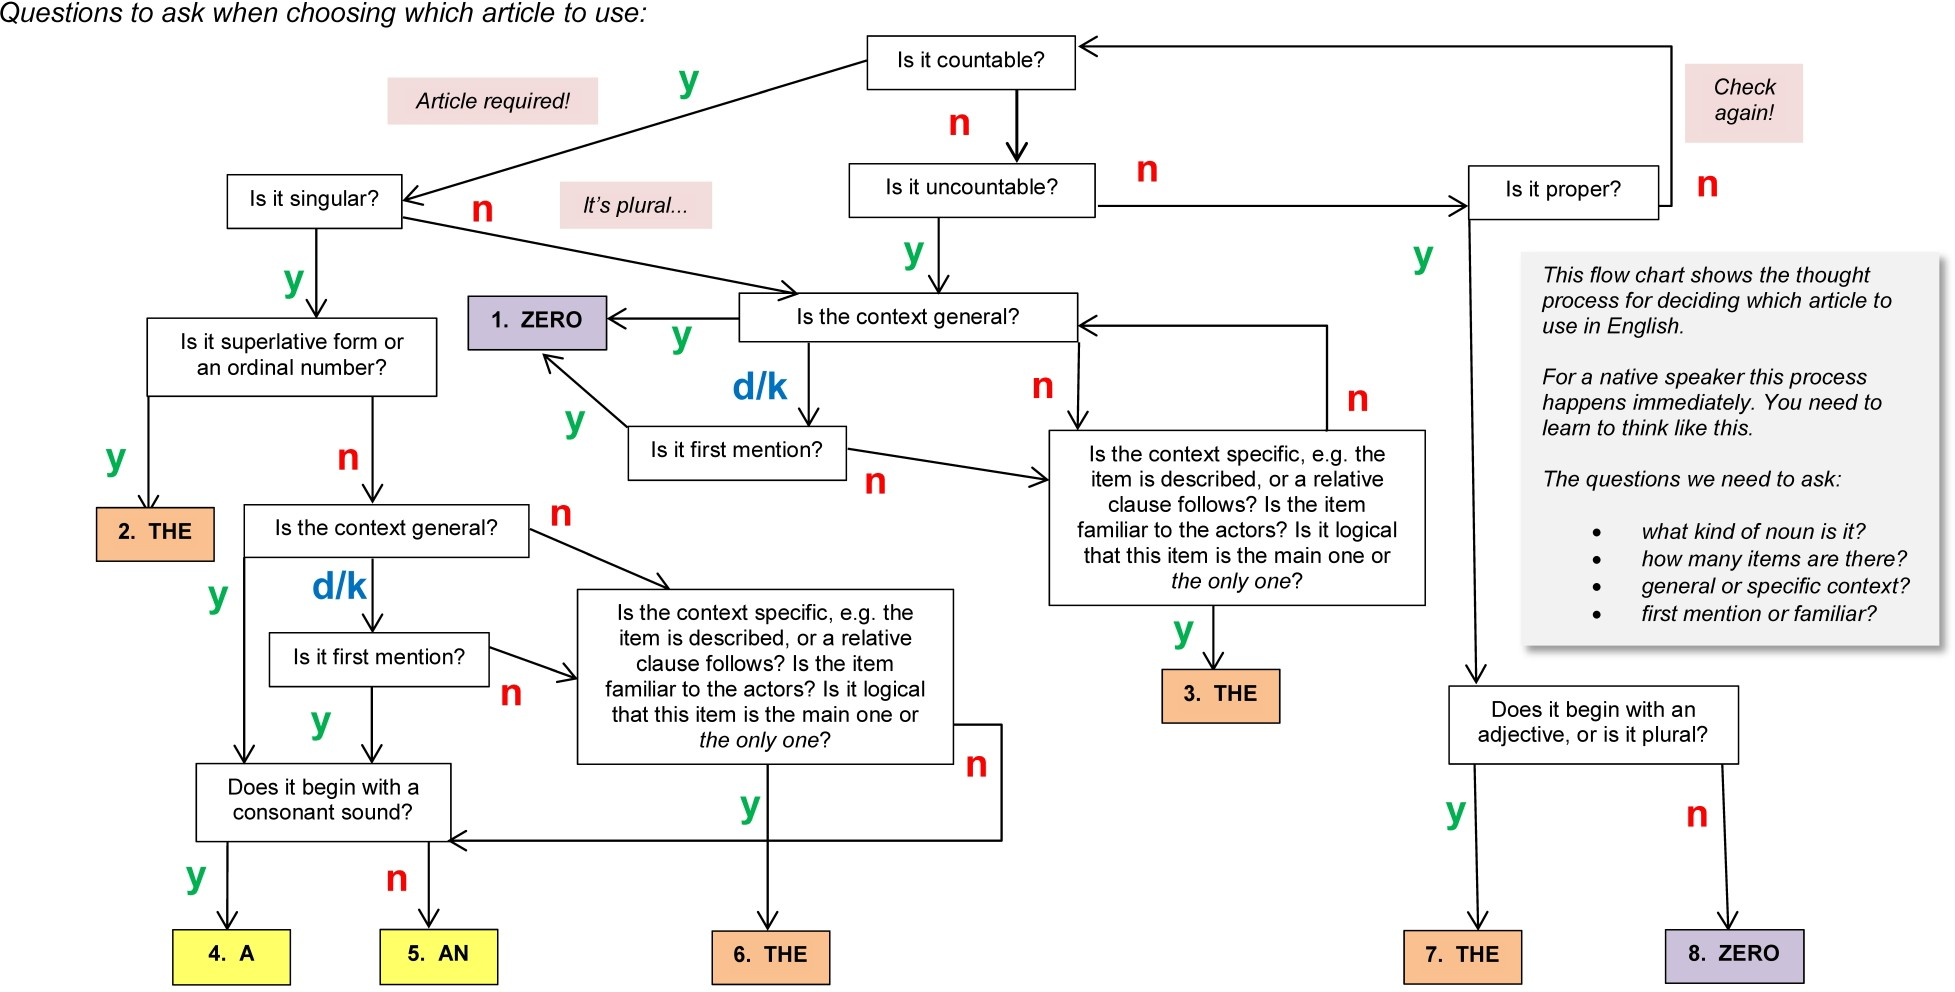 Questions to ask when choosing which article to use:
Is it countable?
y
Article required!
Check
again!
n
Is it uncountable?
n
Is it proper?
n
Is it singular?
n
It's plural...
y
y
y
This flow chart shows the thought
process for deciding which article to
use in English.
For a native speaker this process
happens immediately. You need to
learn to think like this.
The questions we need to ask:
• what kind of noun is it?
• how many items are there?
• general or specific context?
• first mention or familiar?
1. ZERO
Is the context general?
y
Is it superlative form or
an ordinal number?
d/k
n
n
y
Is it first mention?
n
Is the context specific, e.g. the
item is described, or a relative
clause follows? Is the item
familiar to the actors? Is it logical
that this item is the main one or
the only one?
y
n
2. THE
Is the context general?
n
y
d/k
Is the context specific, e.g. the
item is described, or a relative
clause follows? Is the item
familiar to the actors? Is it logical
that this item is the main one or
the only one?
Is it first mention?
n
y
y
3. THE
Does it begin with an
adjective, or is it plural?
n
Does it begin with a
consonant sound?
y
y
n
y
n
4. A
5. AN
6. THE
7. THE
8. ZERO